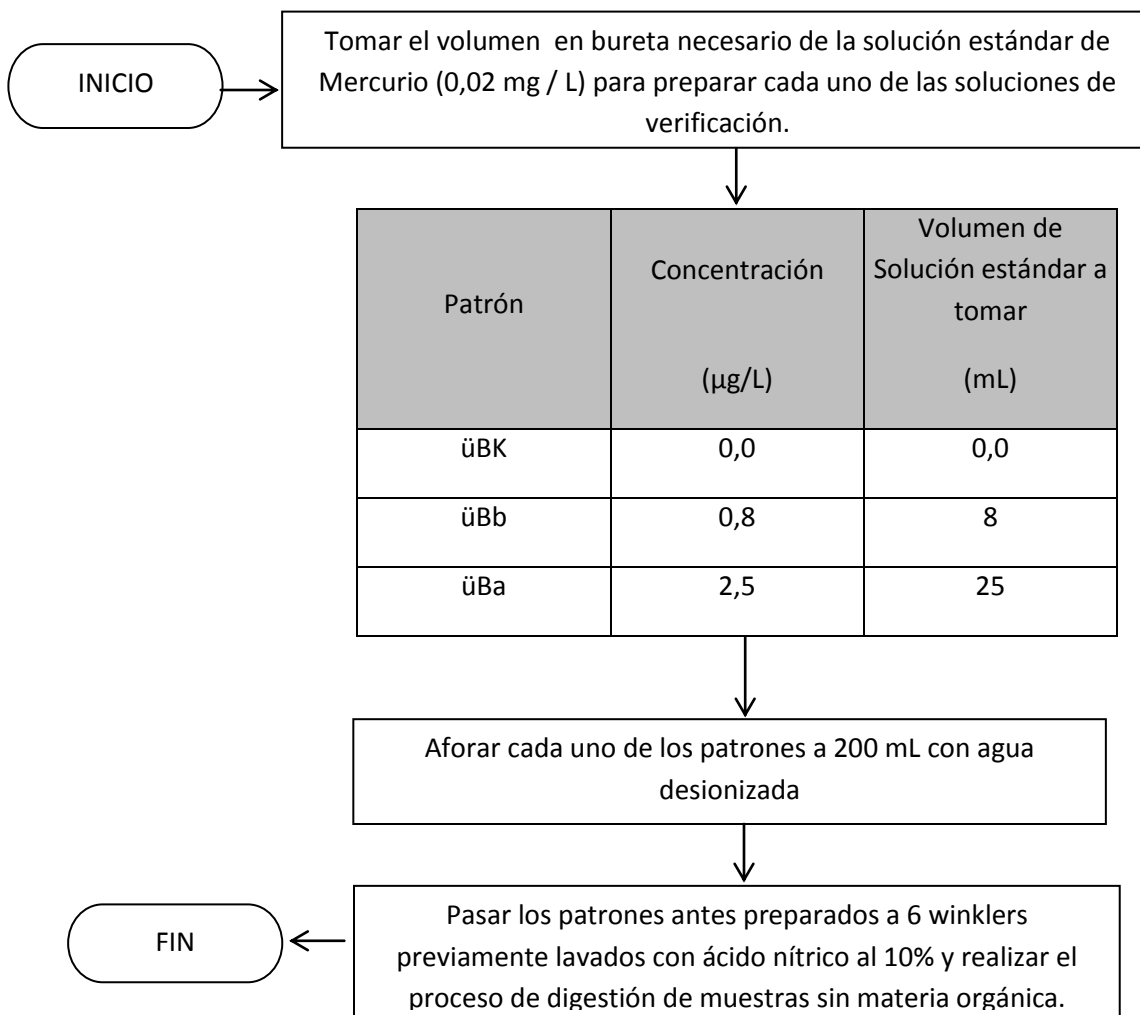 INICIO
Tomar el volumen en bureta necesario de la solución estándar de
Mercurio (0,02 mg / L) para preparar cada uno de las soluciones de
verificación.
Patrón
Concentración
(µg/L)
Volumen de
Solución estándar a
tomar
(mL)
üBK 0,0 0,0
üBb 0,8 8
üBa 2,5 25
Aforar cada uno de los patrones a 200 mL con agua
desionizada
FIN
Pasar los patrones antes preparados a 6 winklers
previamente lavados con ácido nítrico al 10% y realizar el
proceso de digestión de muestras sin materia orgánica.